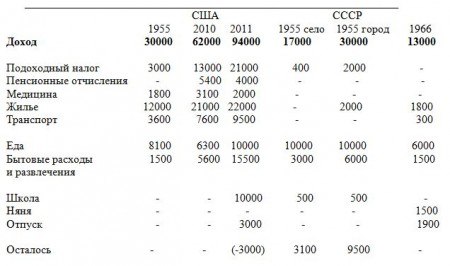 США СССР
1955 2010 2011 1955 село 1955 город 1966
Доход 30000 62000 94000 17000 30000 13000
Подоходный налог 3000 13000 21000 400 2000 -
Пенсионные отчисления - 5400 4000 - - -
Медицина 1800 3100 2000 - - -
Жилье 12000 21000 22000 - 2000 1800
Транспорт 3600 7600 9500 - - 300
Еда 8100 6300 10000 10000 10000 6000
Бытовые расходы 1500 5600 15500 3000 6000 1500
и развлечения
Школа - - 10000 500 500 -
Няня - - - - - 1500
Отпуск - - 3000 - - 1900
Осталось - - (-3000) 3100 9500 -